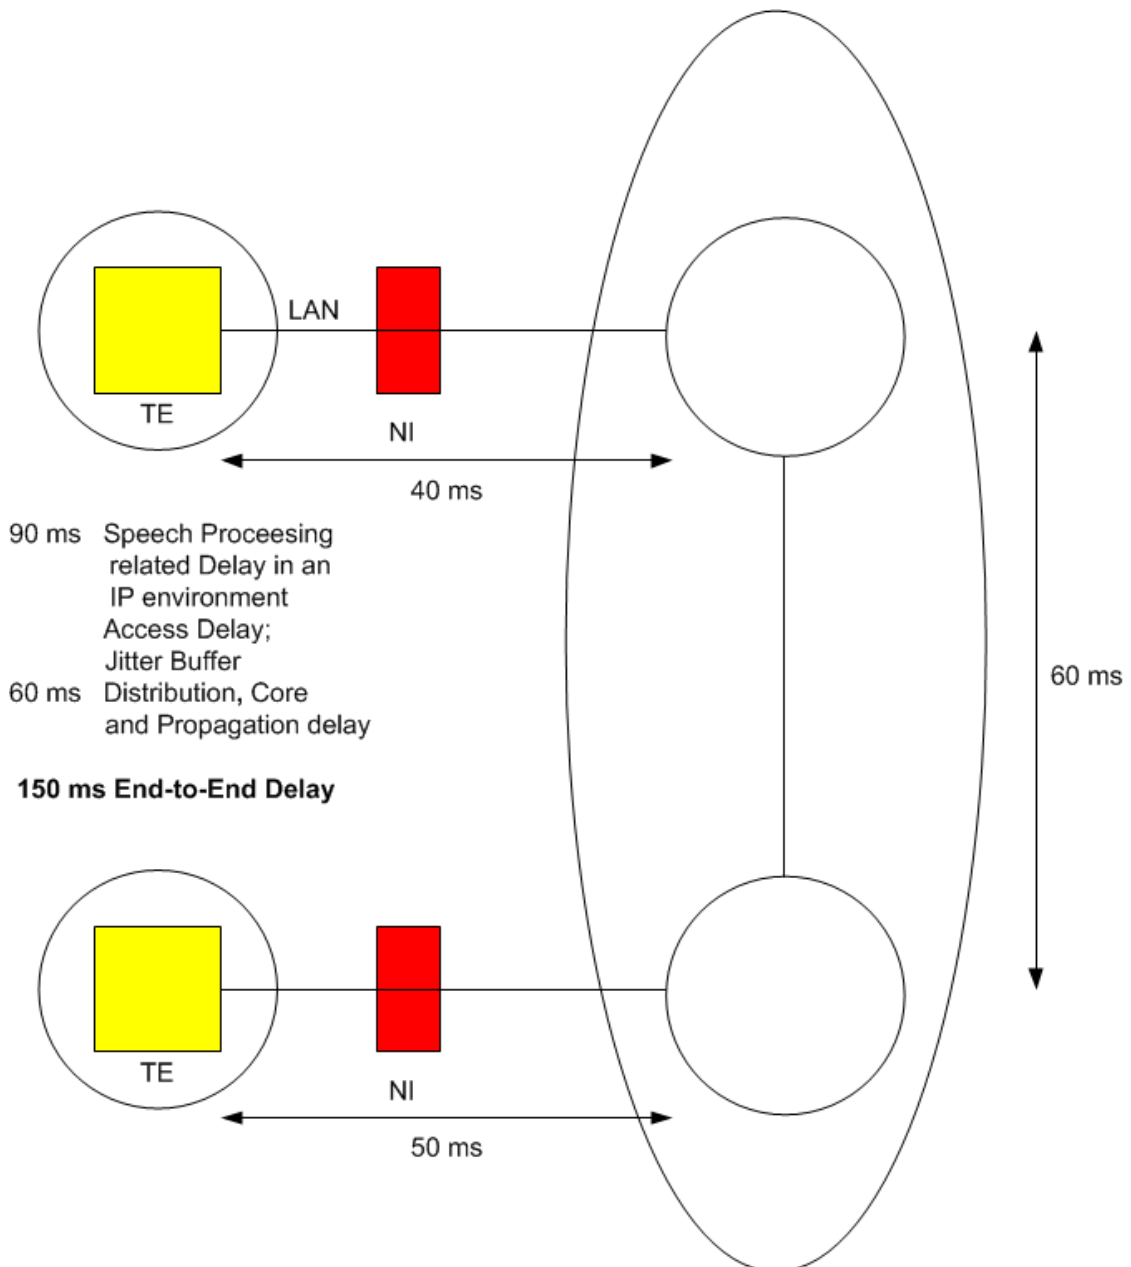 LAN
TE
NI
40 ms
90 ms Speech Proceesing
related Delay in an
IP environment
Access Delay;
Jitter Buffer
60 ms Distribution, Core
and Propagation delay
60 ms
150 ms End-to-End Delay
TE
NI
50 ms